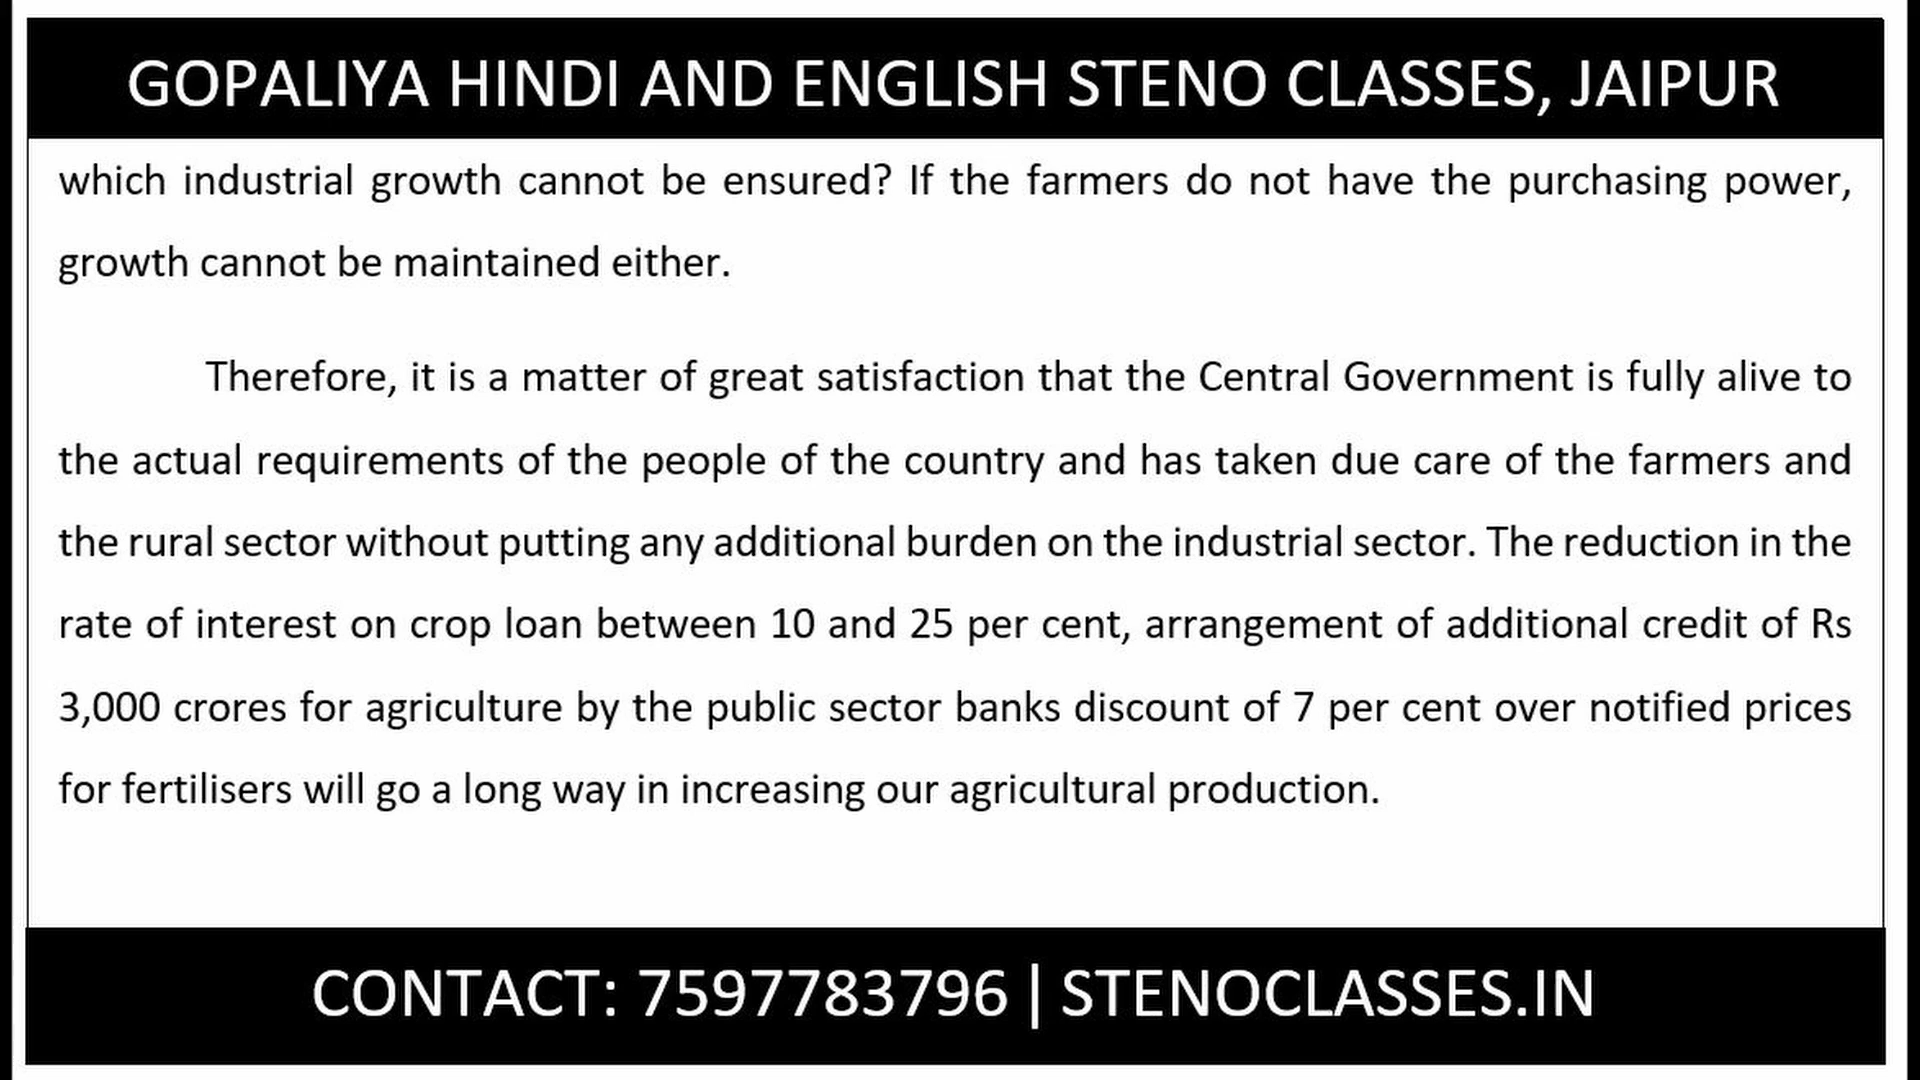 GOPALIYA HINDI AND ENGLISH STENO CLASSES, JAIPUR
which industrial growth cannot be ensured? If the farmers do not have the purchasing power,
growth cannot be maintained either.
Therefore, it is a matter of great satisfaction that the Central Government is fully alive to
the actual requirements of the people of the country and has taken due care of the farmers and
the rural sector without putting any additional burden on the industrial sector. The reduction in the
rate of interest on crop loan between 10 and 25 per cent, arrangement of additional credit of Rs
3,000 crores for agriculture by the public sector banks discount of 7 per cent over notified prices
for fertilisers will go a long way in increasing our agricultural production.
CONTACT: 7597783796 | STENOCLASSES.IN